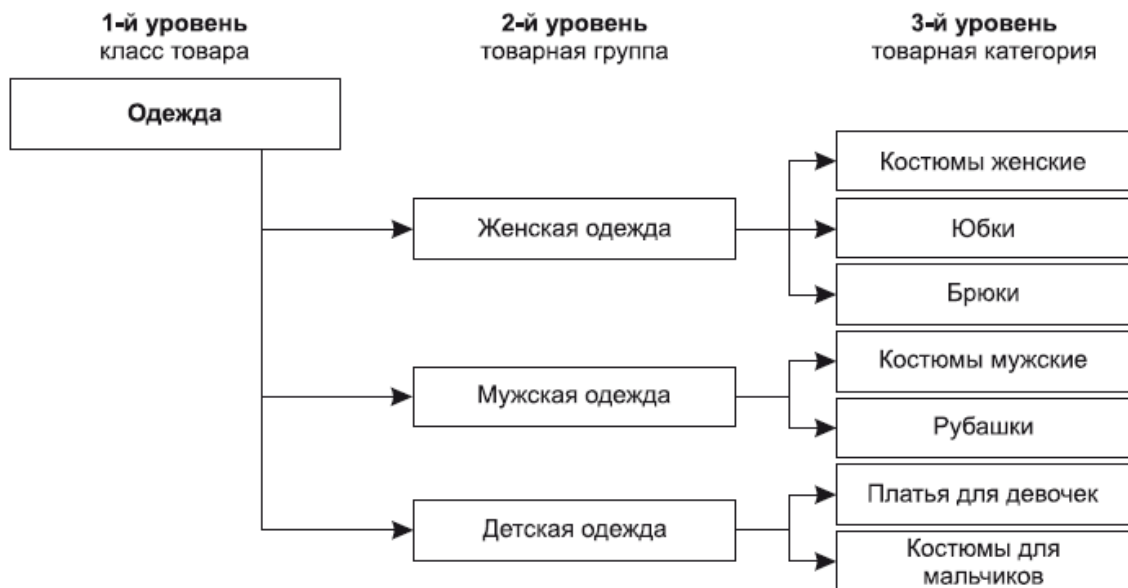 1-й уровень
класс товара
2-й уровень
товарная группа
3-й уровень
товарная категория
Одежда
Женская одежда
Костюмы женские
Юбки
Брюки
Мужская одежда
Костюмы мужские
Рубашки
Детская одежда
Платья для девочек
Костюмы для
мальчиков